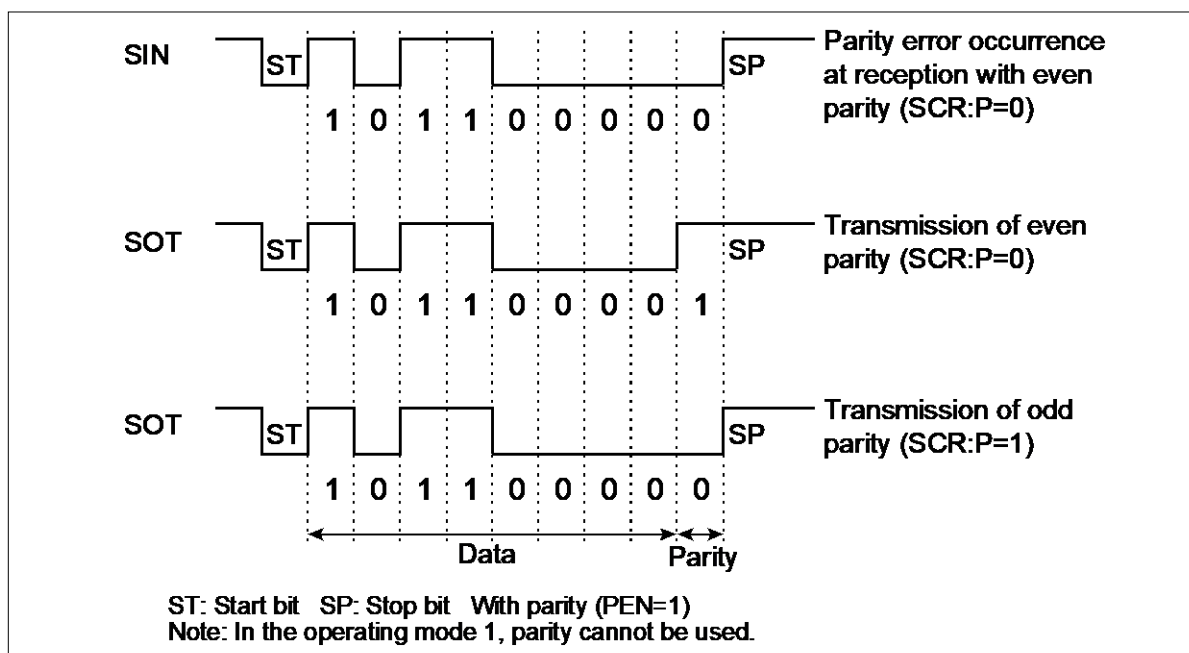 SIN
ST
SP
Parity error occurrence
at reception with even
parity (SCR:P=0)
1 0 1 1 0 0 0 0 0
SOT
ST
SP
Transmission of even
parity (SCR:P=0)
1 0 1 1 0 0 0 0 1
SOT
ST
SP
Transmission of odd
parity (SCR:P=1)
1 0 1 1 0 0 0 0 0
Data
Parity
ST: Start bit SP: Stop bit With parity (PEN=1)
Note: In the operating mode 1, parity cannot be used.